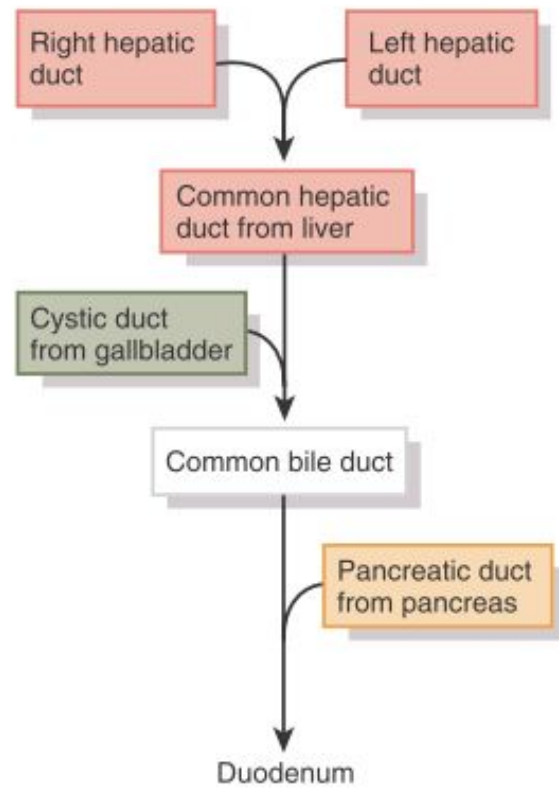 Right hepatic
duct
Left hepatic
duct
Common hepatic
duct from liver
Cystic duct
from gallbladder
Common bile duct
Pancreatic duct
from pancreas
Duodenum